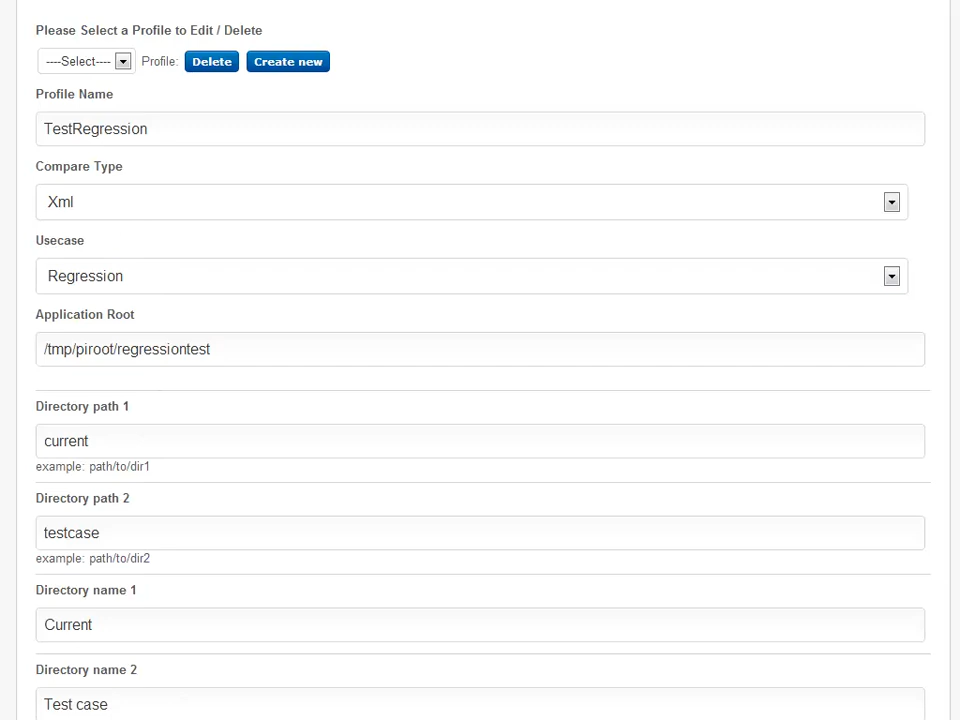 Please Select a Profile to Edit / Delete
----Select---- Profile: Delete Create new
Profile Name
TestRegression
Compare Type
Xml
Usecase
Regression
Application Root
/tmp/piroot/regressiontest
Directory path 1
current
example: path/to/dir1
Directory path 2
testcase
example: path/to/dir2
Directory name 1
Current
Directory name 2
Test case